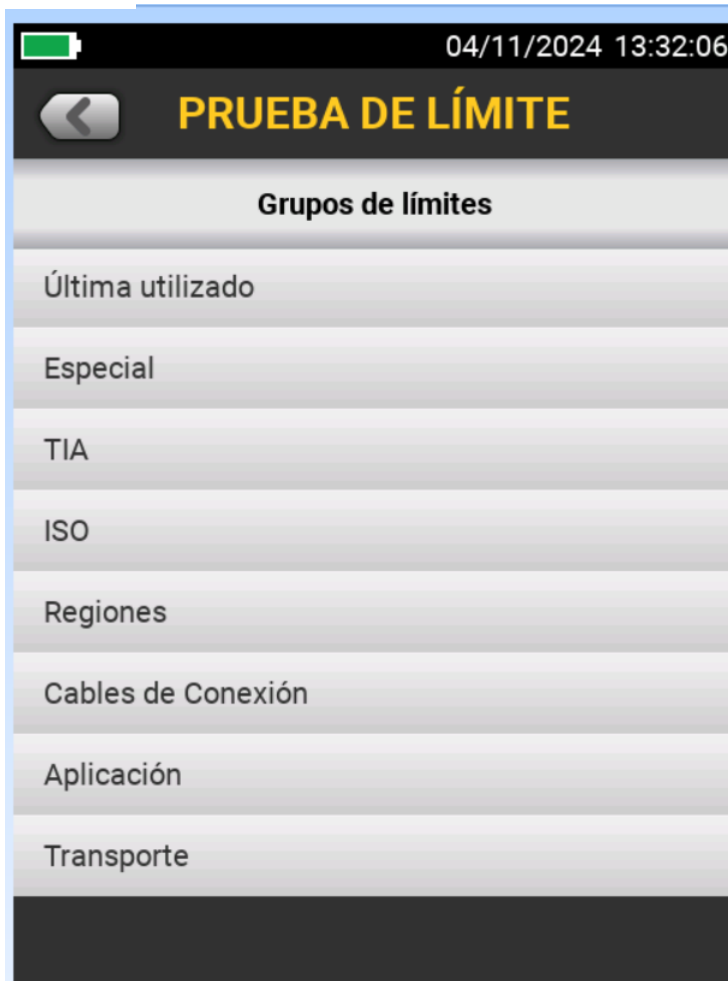 04/11/2024 13:32:06
PRUEBA DE LÍMITE
Grupos de límites
Última utilizado
Especial
TIA
ISO
Regiones
Cables de Conexión
Aplicación
Transporte